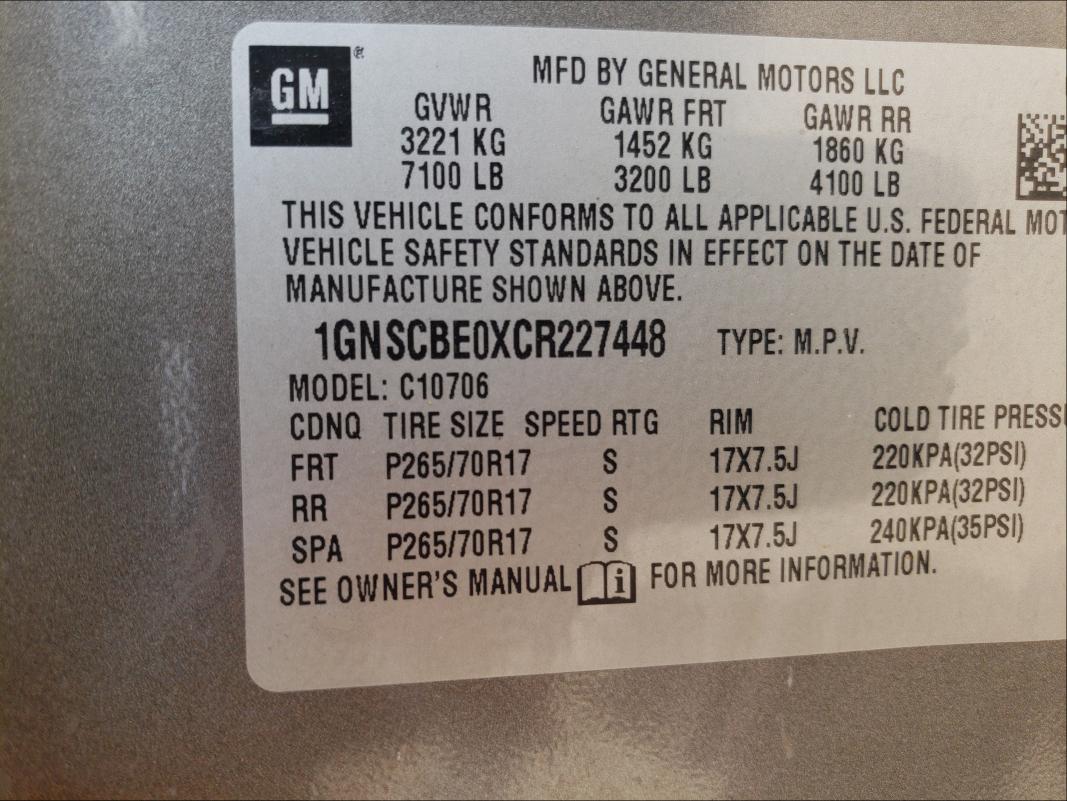 GM®
MFD BY GENERAL MOTORS LLC
GVWR GAWR FRT GAWR RR
3221 KG 1452 KG 1860 KG
7100 LB 3200 LB 4100 LB
THIS VEHICLE CONFORMS TO ALL APPLICABLE U.S. FEDERAL MOT
VEHICLE SAFETY STANDARDS IN EFFECT ON THE DATE OF
MANUFACTURE SHOWN ABOVE.
1GNSCBE0XCR227448 TYPE: M.P.V.
MODEL: C10706
CDNQ TIRE SIZE SPEED RTG RIM COLD TIRE PRESSU
FRT P265/70R17 S 17X7.5J 220KPA(32PSI)
RR P265/70R17 S 17X7.5J 220KPA(32PSI)
SPA P265/70R17 S 17X7.5J 240KPA(35PSI)
SEE OWNER'S MANUAL i FOR MORE INFORMATION.